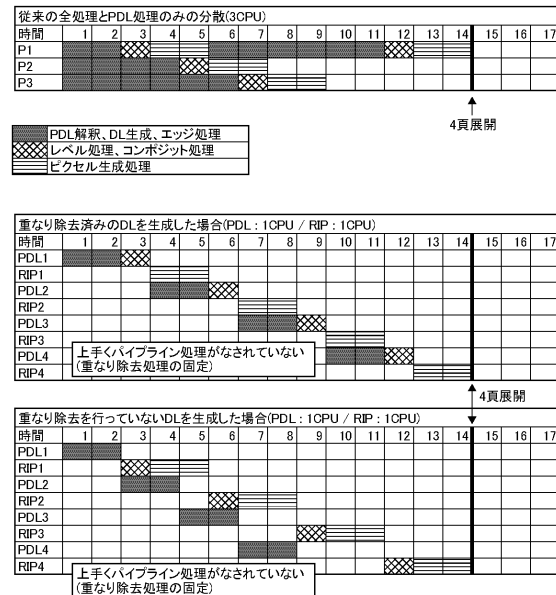 従来の全処理とPDL処理のみの分散(3CPU)
時間 1 2 3 4 5 6 7 8 9 10 11 12 13 14 15 16 17
P1
P2
P3
4頁展開
PDL解釈、DL生成、エッジ処理
レベル処理、コンポジット処理
ピクセル生成処理
重なり除去済みのDLを生成した場合(PDL : 1CPU / RIP : 1CPU)
時間 1 2 3 4 5 6 7 8 9 10 11 12 13 14 15 16 17
PDL1
RIP1
PDL2
RIP2
PDL3
RIP3
PDL4
RIP4
上手くパイプライン処理がなされていない
(重なり除去処理の固定)
4頁展開
重なり除去を行っていないDLを生成した場合(PDL : 1CPU / RIP : 1CPU)
時間 1 2 3 4 5 6 7 8 9 10 11 12 13 14 15 16 17
PDL1
RIP1
PDL2
RIP2
PDL3
RIP3
PDL4
RIP4
上手くパイプライン処理がなされていない
(重なり除去処理の固定)